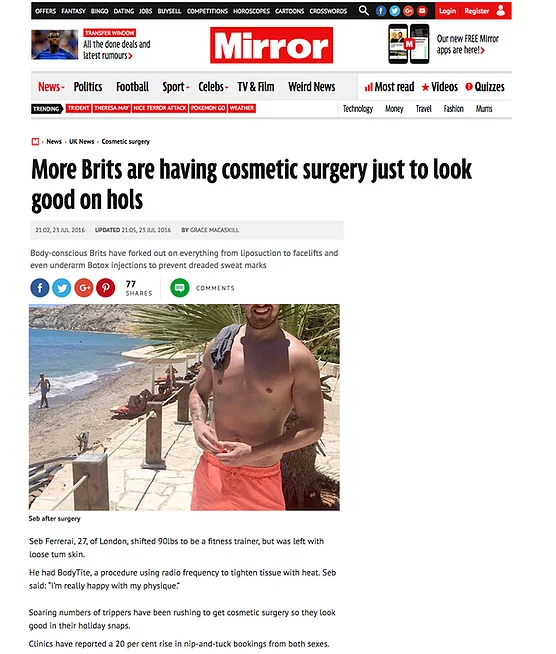 OFFERS FANTASY BINGO DATING JOBS BUYSELL COMPETITIONS HOROSCOPES CARTOONS CROSSWORDS Login Register
TRANSFER WINDOW
All the done deals and
latest rumours
Mirror
Our new FREE Mirror
apps are here!
News Politics Football Sport Celebs TV & Film Weird News Most read Videos Quizzes
TRENDING TRIDENT THERESA MAY NICE TERROR ATTACK POKEMON GO WEATHER Technology Money Travel Fashion Mums
M News UK News Cosmetic surgery
More Brits are having cosmetic surgery just to look
good on hols
21:02, 23 JUL 2016 UPDATED 21:05, 23 JUL 2016 BY GRACE MACASKILL
Body-conscious Brits have forked out on everything from liposuction to facelifts and
even underarm Botox injections to prevent dreaded sweat marks
77
SHARES
COMMENTS
Seb after surgery
Seb Ferrerai, 27, of London, shifted 90lbs to be a fitness trainer, but was left with
loose tum skin.
He had BodyTite, a procedure using radio frequency to tighten tissue with heat. Seb
said: "I'm really happy with my physique."
Soaring numbers of trippers have been rushing to get cosmetic surgery so they look
good in their holiday snaps.
Clinics have reported a 20 per cent rise in nip-and-tuck bookings from both sexes.